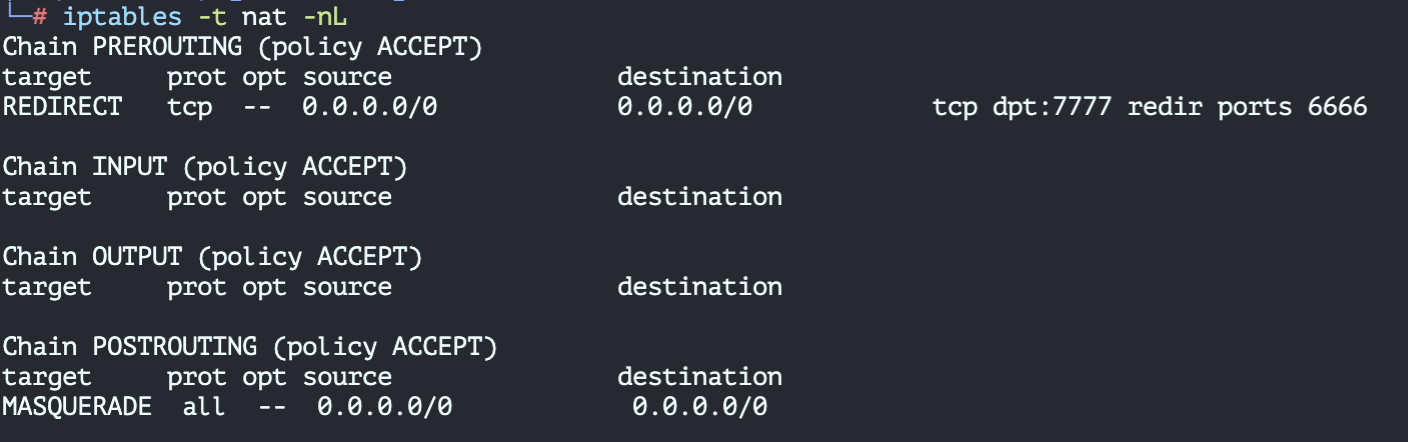 └─# iptables -t nat -nL
Chain PREROUTING (policy ACCEPT)
target     prot opt source               destination
REDIRECT   tcp  --  0.0.0.0/0            0.0.0.0/0            tcp dpt:7777 redir ports 6666
Chain INPUT (policy ACCEPT)
target     prot opt source               destination
Chain OUTPUT (policy ACCEPT)
target     prot opt source               destination
Chain POSTROUTING (policy ACCEPT)
target     prot opt source               destination
MASQUERADE  all  --  0.0.0.0/0            0.0.0.0/0